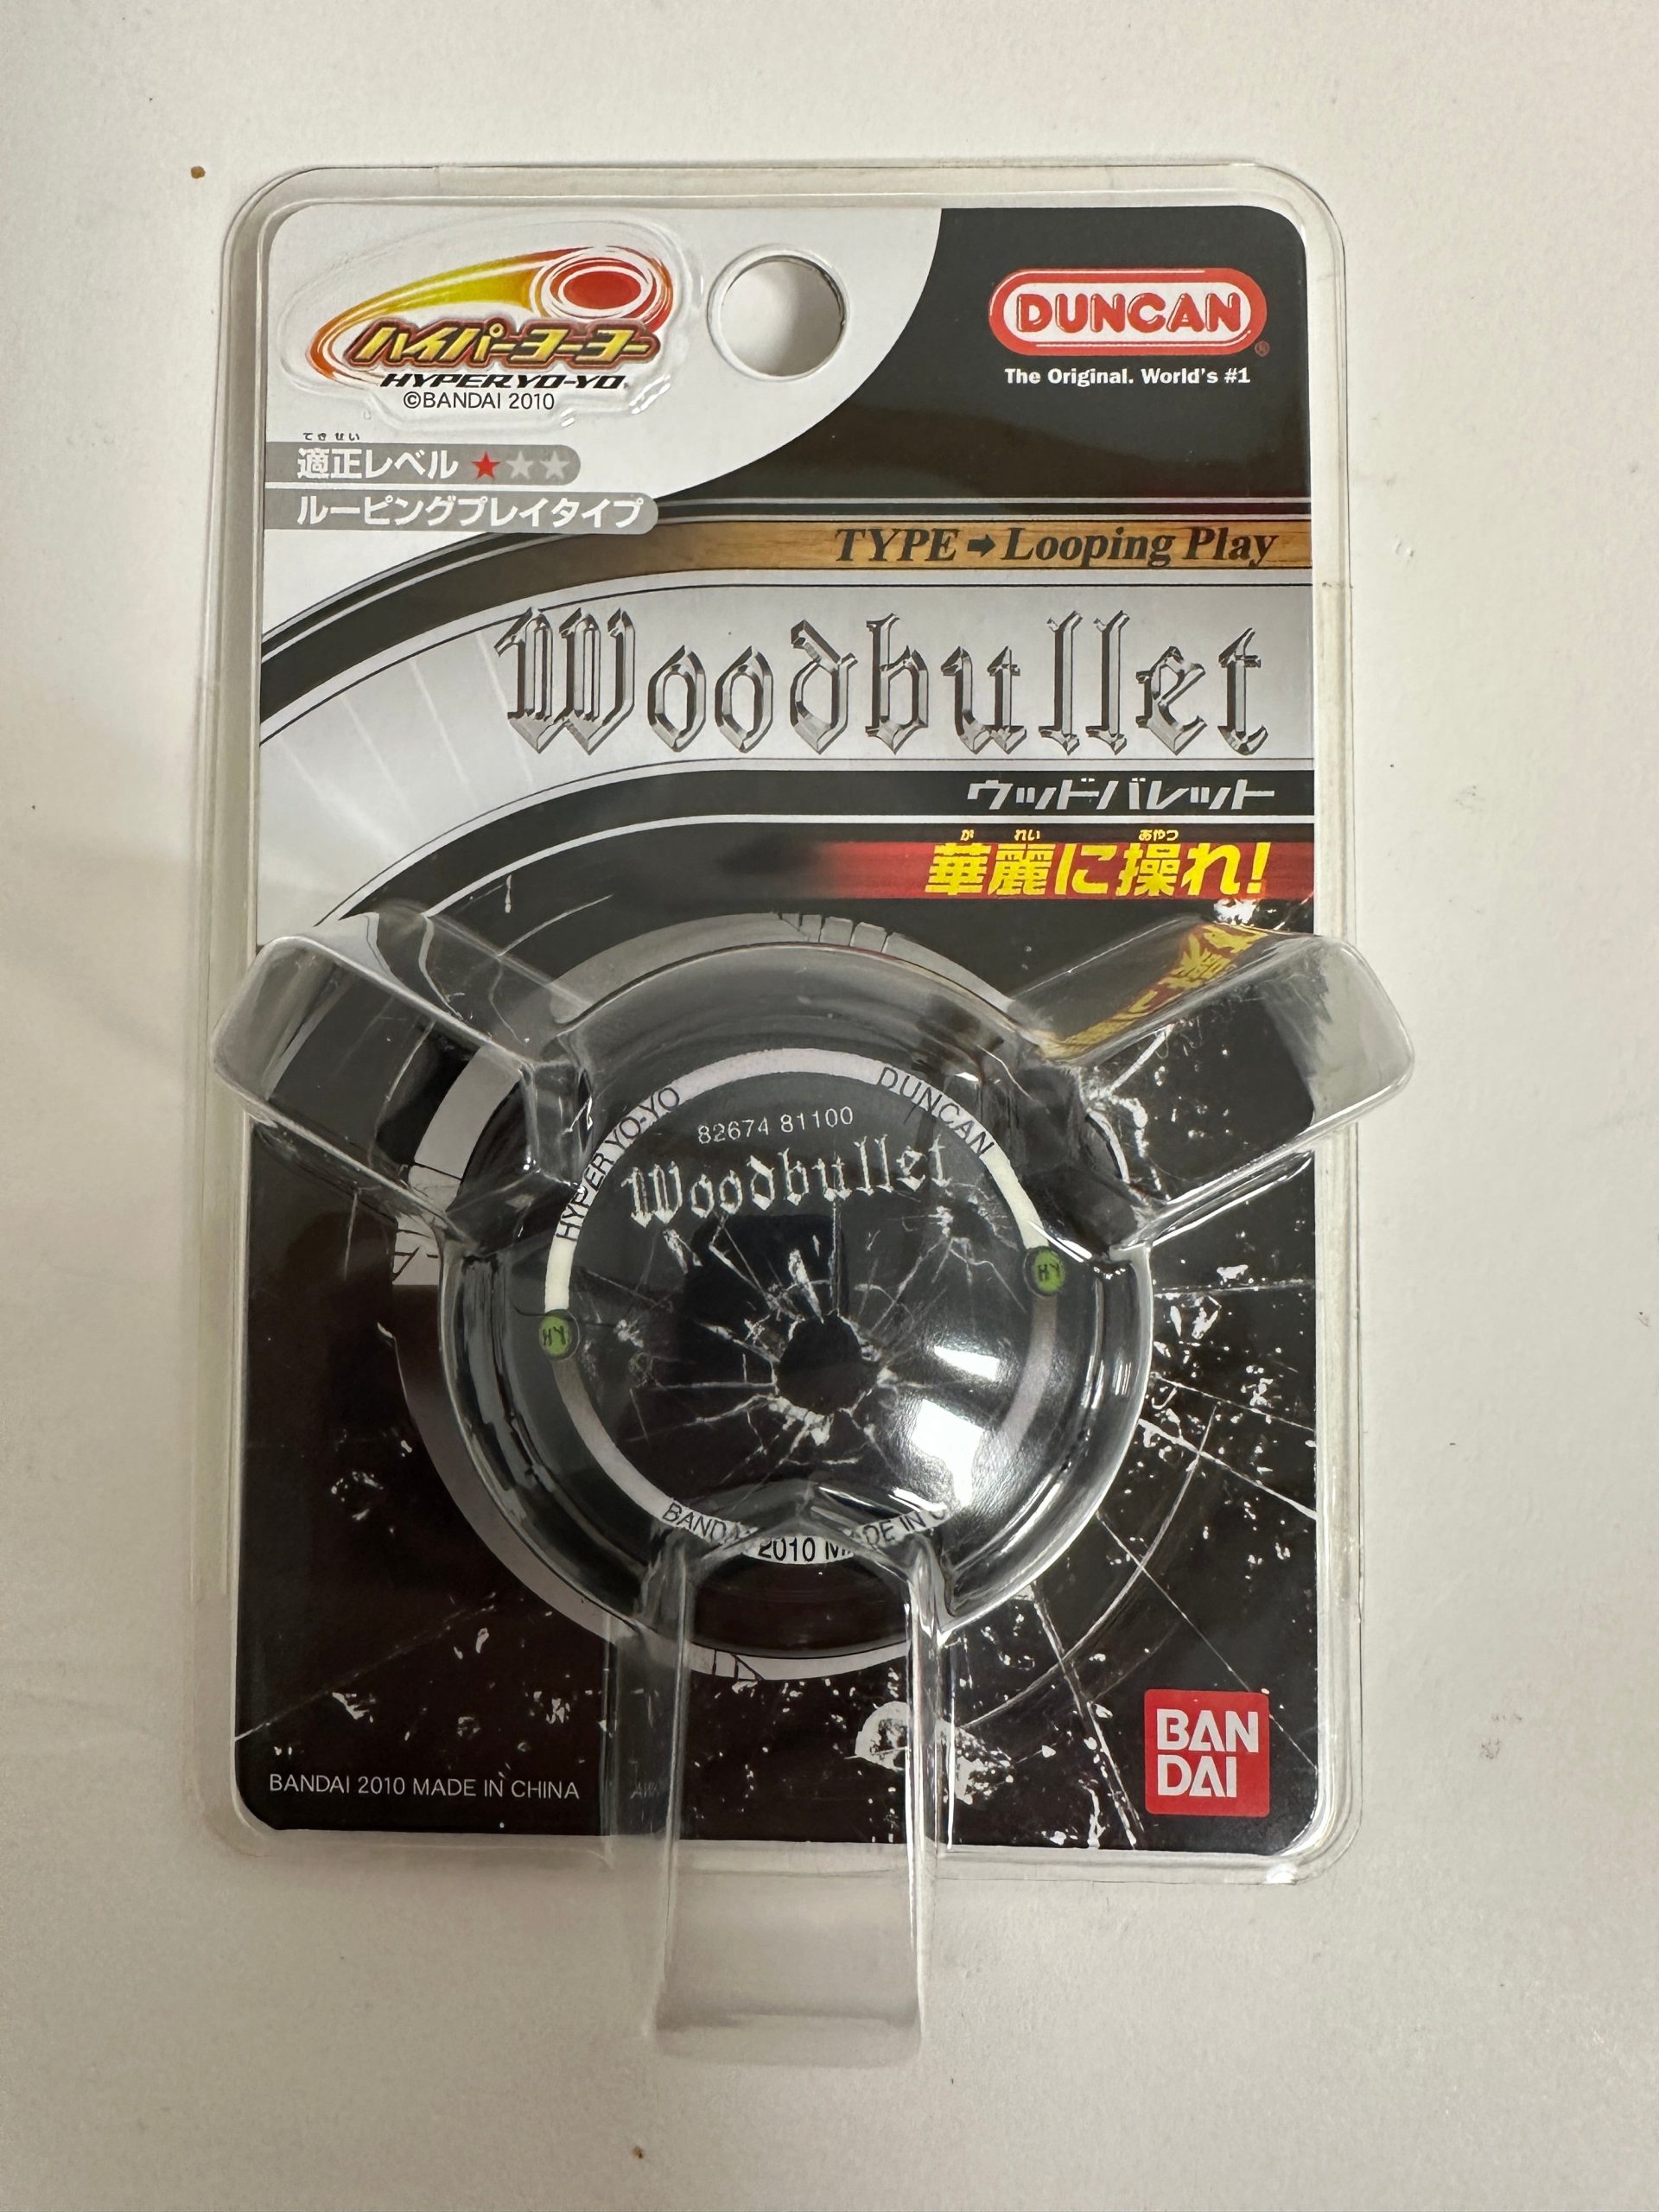 ハイパーヨーヨー
HYPER YO-YO
©BANDAI 2010
DUNCAN®
The Original. World's #1
てきせい
適正レベル ★★★
ルーピングプレイタイプ
TYPE➡Looping Play
Woodbullet
ウッドバレット
か れい あやつ
華麗に操れ!
HYPER YO-YO
DUNCAN
82674 81100
Woodbullet
HY
HY
BANDAI 2010 MADE IN
BANDAI 2010 MADE IN CHINA
BAN
DAI